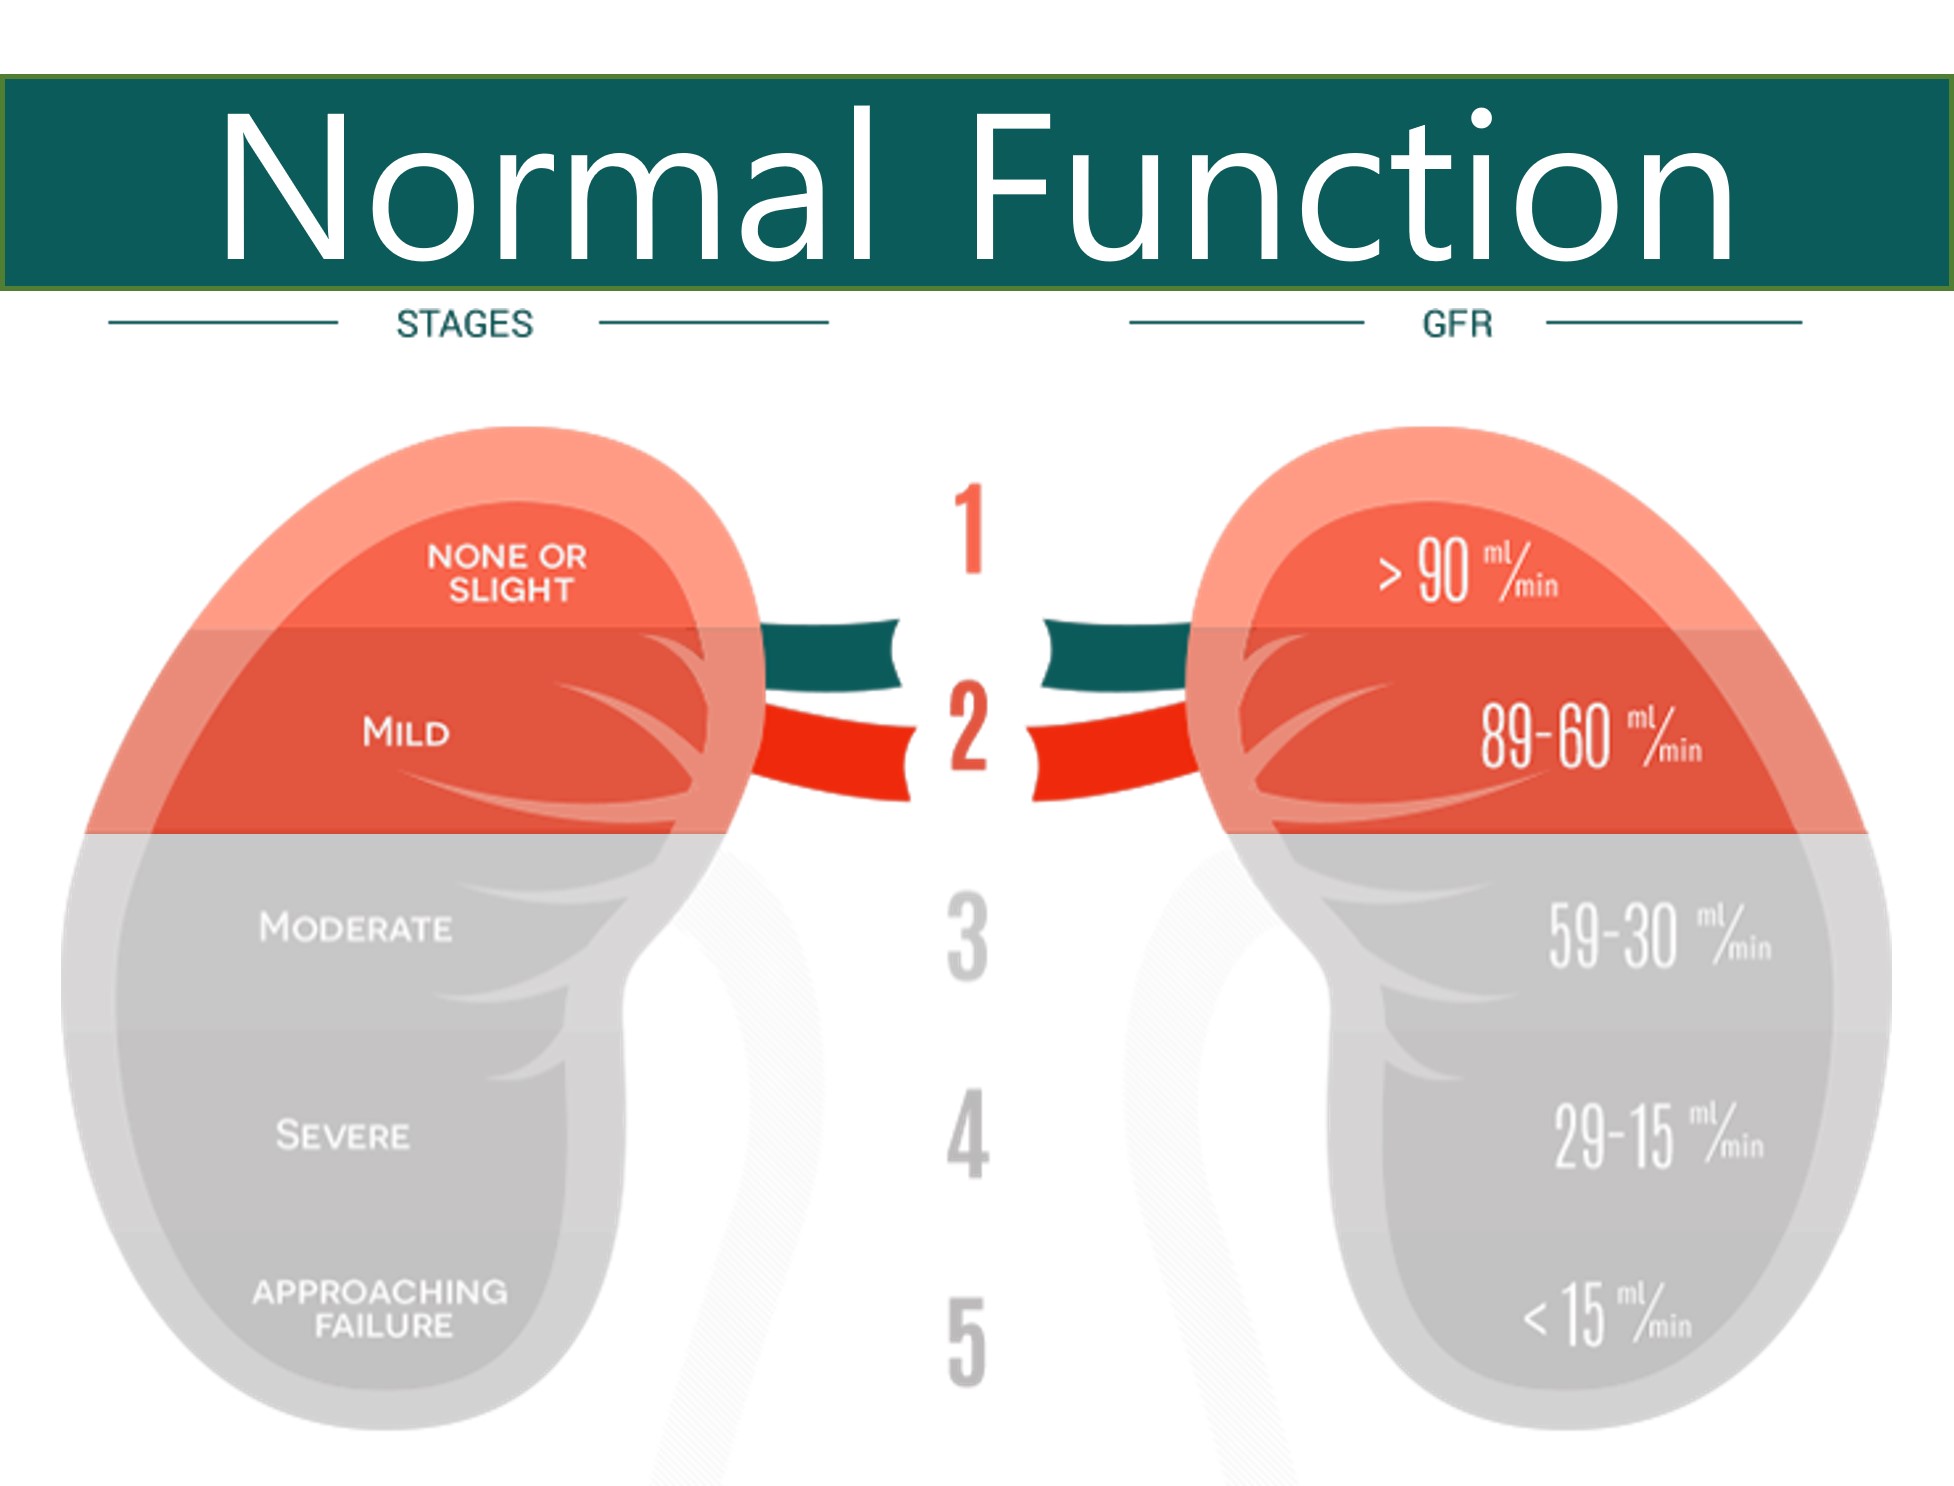 Normal Function
STAGES
GFR
1
NONE OR
SLIGHT
> 90 ml/min
2
MILD
89-60 ml/min
3
MODERATE
59-30 ml/min
4
SEVERE
29-15 ml/min
5
APPROACHING
FAILURE
< 15 ml/min